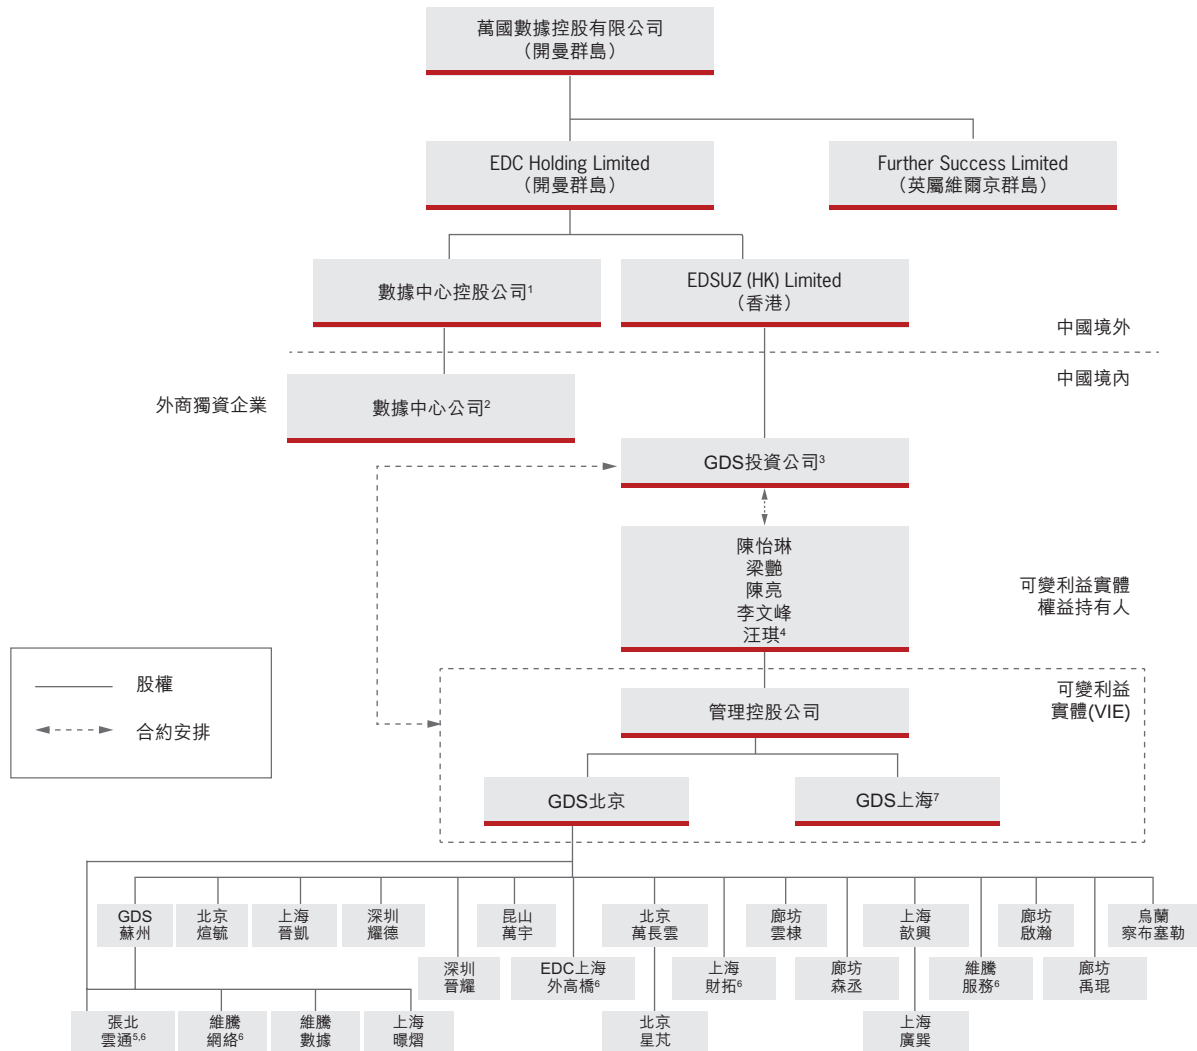 萬國數據控股有限公司
（開曼群島）
EDC Holding Limited
（開曼群島）
Further Success Limited
（英屬維爾京群島）
數據中心控股公司¹
EDSUZ (HK) Limited
（香港）
中國境外
中國境內
外商獨資企業
數據中心公司²
GDS投資公司³
陳怡琳
梁艷
陳亮
李文峰
汪琪⁴
可變利益實體
權益持有人
股權
合約安排
管理控股公司
可變利益
實體(VIE)
GDS北京
GDS上海⁷
GDS
蘇州
北京
煊毓
上海
晉凱
深圳
耀德
昆山
萬宇
北京
萬長雲
廊坊
雲棣
上海
歆興
廊坊
啟瀚
烏蘭
察布塞勒
深圳
晉耀
EDC上海
外高橋⁶
上海
財拓⁶
廊坊
森丞
維騰
服務⁶
廊坊
禹琨
張北
雲通⁵,⁶
維騰
網絡⁶
維騰
數據
上海
曝熠
北京
星芃
上海
廣巽